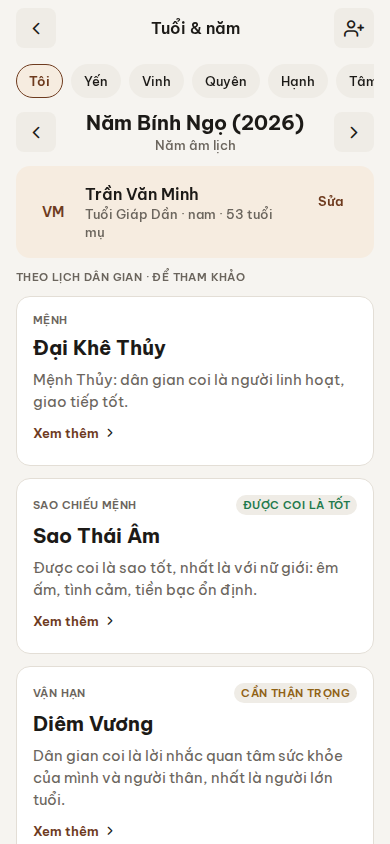 Tuổi & năm
Tôi
Yến
Vinh
Quyên
Hạnh
Tâm
Năm Bính Ngọ (2026)
Năm âm lịch
VM
Trần Văn Minh
Tuổi Giáp Dần · nam · 53 tuổi
mụ
Sửa
THEO LỊCH DÂN GIAN · ĐỂ THAM KHẢO
MỆNH
Đại Khê Thủy
Mệnh Thủy: dân gian coi là người linh hoạt,
giao tiếp tốt.
Xem thêm
SAO CHIẾU MỆNH
ĐƯỢC COI LÀ TỐT
Sao Thái Âm
Được coi là sao tốt, nhất là với nữ giới: êm
ấm, tình cảm, tiền bạc ổn định.
Xem thêm
VẬN HẠN
CẦN THẬN TRỌNG
Diêm Vương
Dân gian coi là lời nhắc quan tâm sức khỏe
của mình và người thân, nhất là người lớn
tuổi.
Xem thêm